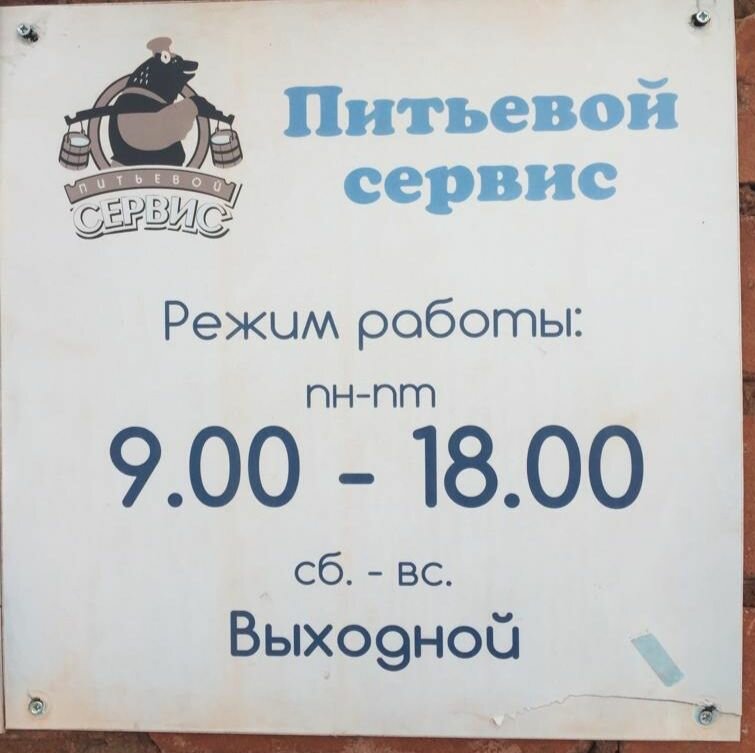 ПИТЬЕВОЙ
СЕРВИС
Питьевой
сервис
Режим работы:
пн-пт
9.00 - 18.00
сб. - вс.
Выходной